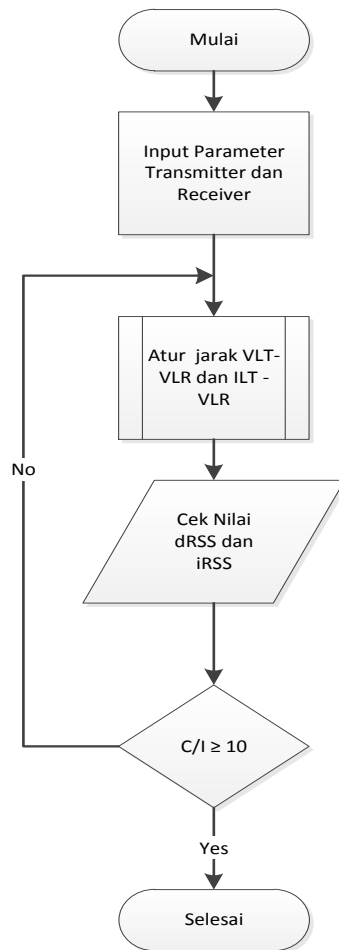 Mulai
Input Parameter
Transmitter dan
Receiver
Atur jarak VLT-
VLR dan ILT -
VLR
No
Cek Nilai
dRSS dan
iRSS
C/I ≥ 10
Yes
Selesai